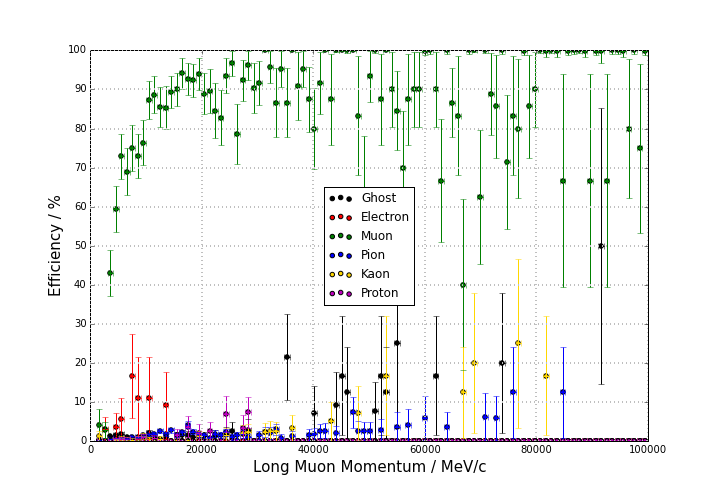 100
90
80
70
60
50
40
30
20
10
0
Efficiency / %
Ghost
Electron
Muon
Pion
Kaon
Proton
0 20000 40000 60000 80000 100000
Long Muon Momentum / MeV/c